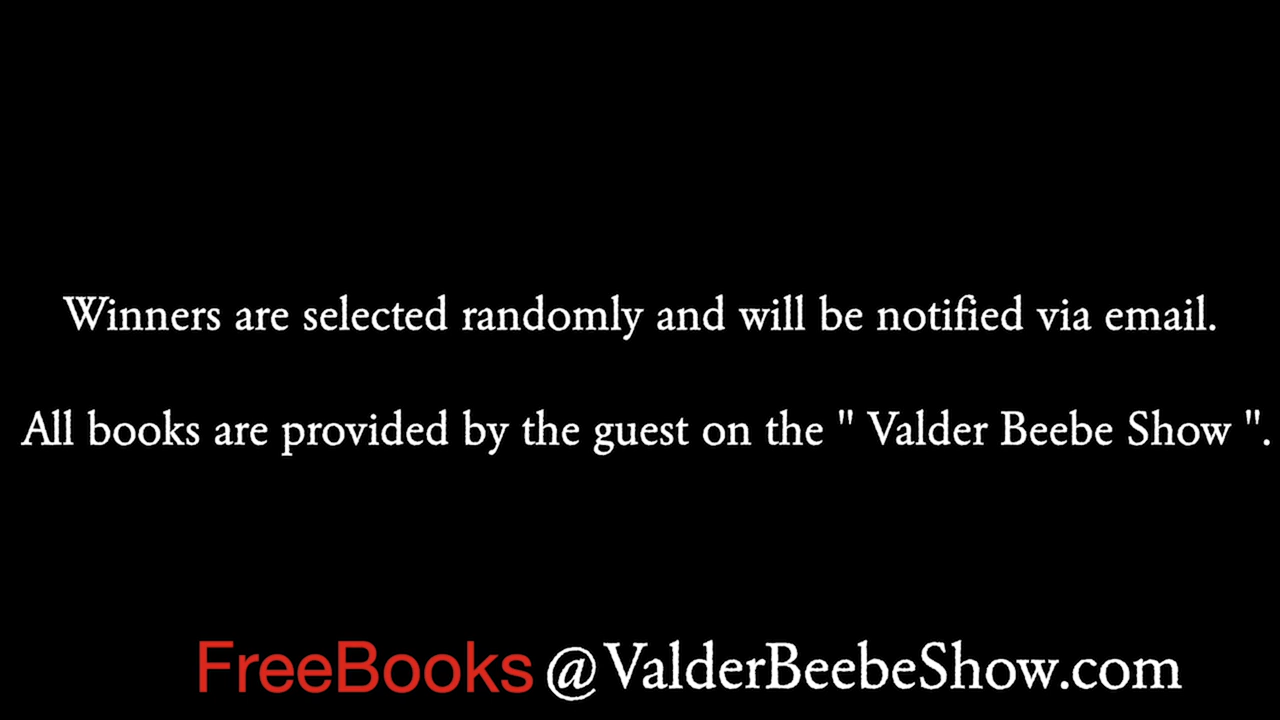 Winners are selected randomly and will be notified via email.
All books are provided by the guest on the " Valder Beebe Show ".
FreeBooks@ValderBeebeShow.com